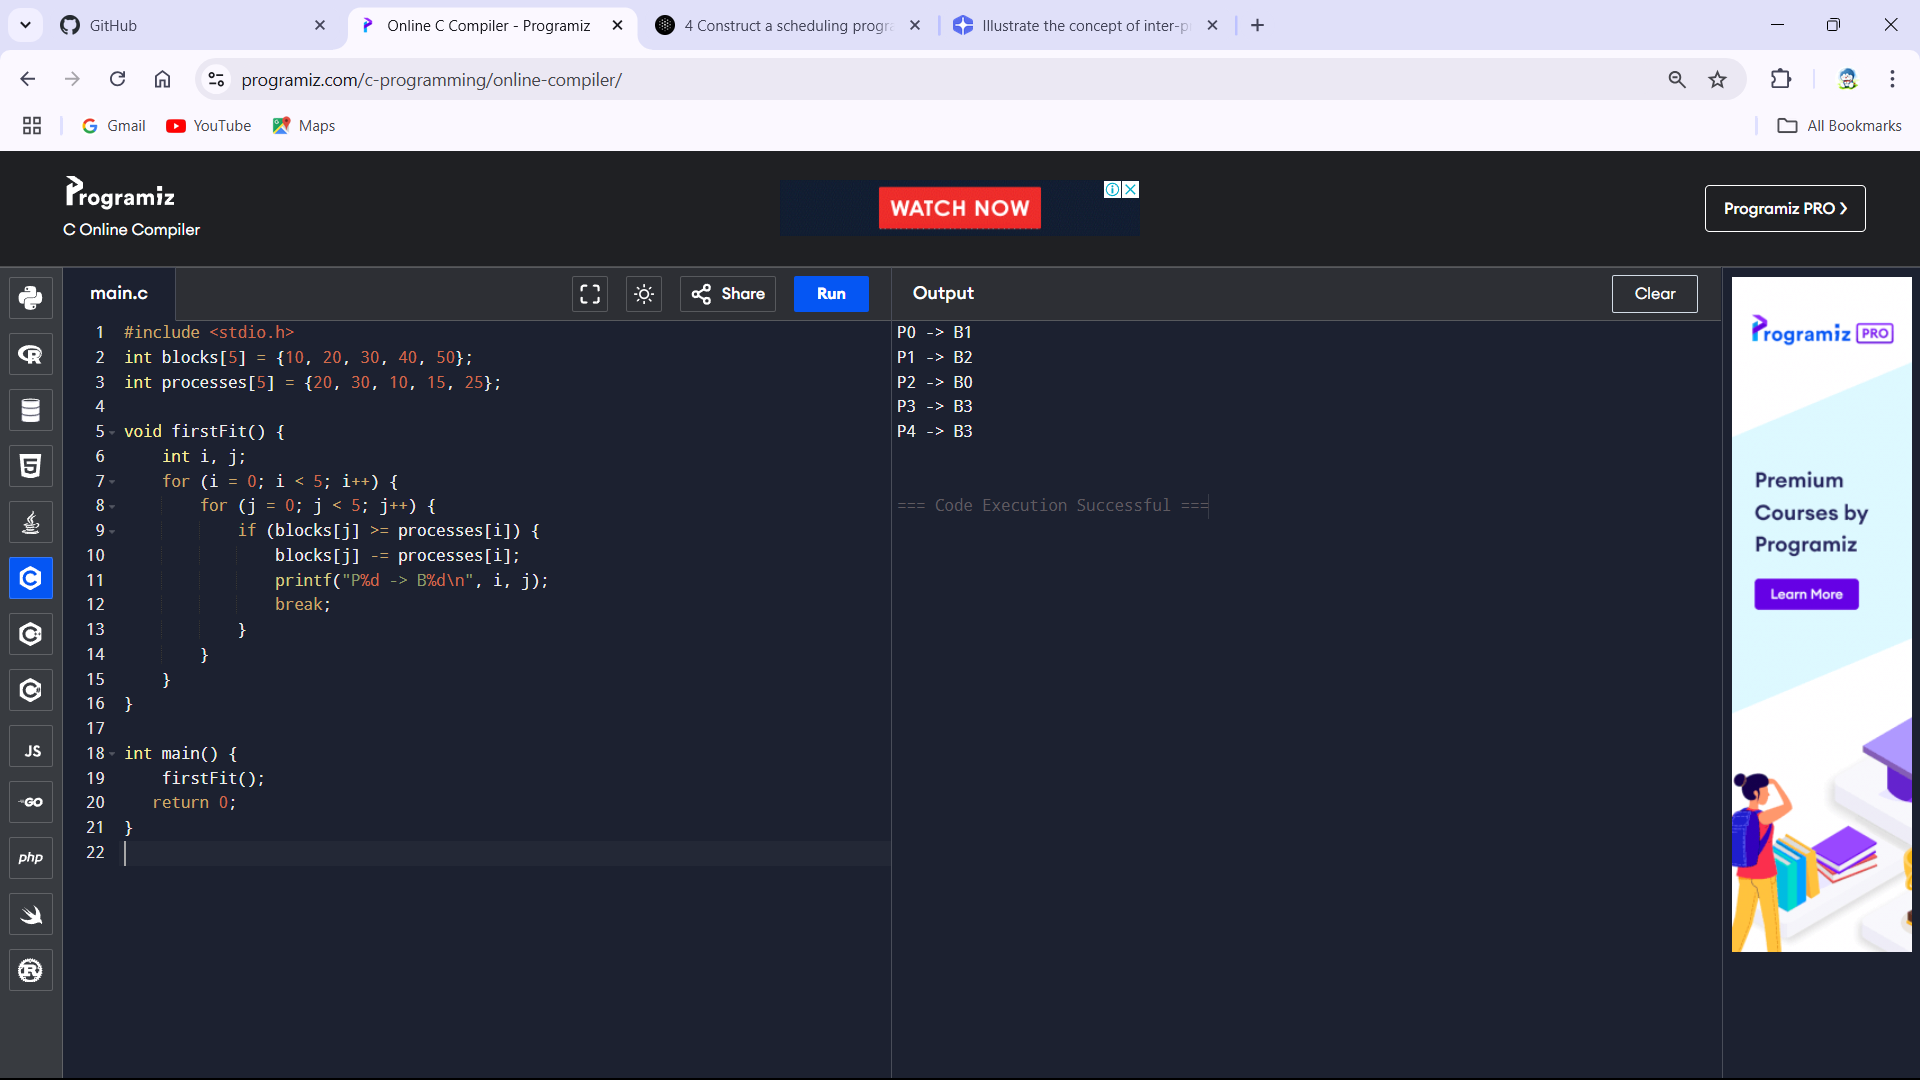 GitHub
Online C Compiler - Programiz
4 Construct a scheduling progra
Illustrate the concept of inter-p
programiz.com/c-programming/online-compiler/
Gmail
YouTube
Maps
All Bookmarks
Programiz
C Online Compiler
WATCH NOW
Programiz PRO ❯
main.c
Share
Run
Output
Clear
1 #include <stdio.h>
2 int blocks[5] = {10, 20, 30, 40, 50};
3 int processes[5] = {20, 30, 10, 15, 25};
4
5 void firstFit() {
6     int i, j;
7     for (i = 0; i < 5; i++) {
8         for (j = 0; j < 5; j++) {
9             if (blocks[j] >= processes[i]) {
10                 blocks[j] -= processes[i];
11                 printf("P%d -> B%d\n", i, j);
12                 break;
13             }
14         }
15     }
16 }
17
18 int main() {
19     firstFit();
20    return 0;
21 }
22
P0 -> B1
P1 -> B2
P2 -> B0
P3 -> B3
P4 -> B3
=== Code Execution Successful ===
JS
GO
php
Programiz PRO
Premium
Courses by
Programiz
Learn More